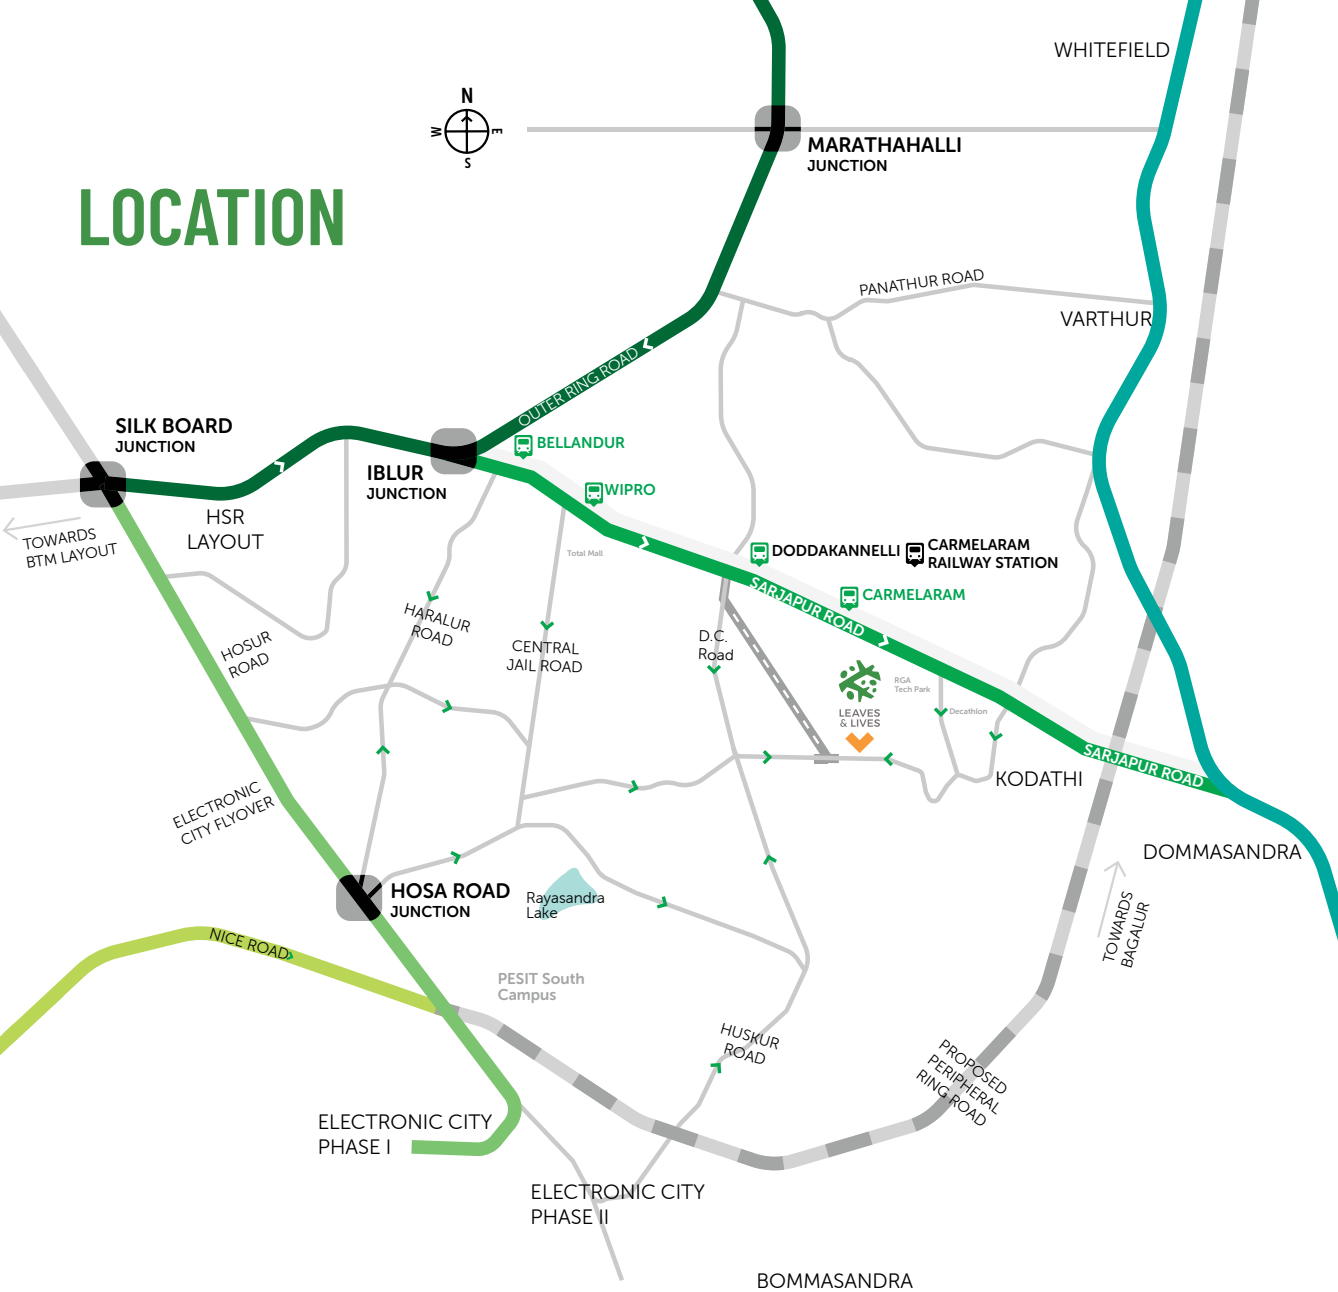 WHITEFIELD
N
W
E
S
MARATHAHALLI
JUNCTION
LOCATION
PANATHUR ROAD
VARTHUR
OUTER RING ROAD
SILK BOARD
JUNCTION
BELLANDUR
IBLUR
JUNCTION
WIPRO
HSR
LAYOUT
TOWARDS
BTM LAYOUT
Total Mall
DODDAKANNELLI
CARMELARAM
RAILWAY STATION
SARJAPUR ROAD
CARMELARAM
HARALUR
ROAD
HOSUR
ROAD
CENTRAL
JAIL ROAD
D.C.
Road
RGA
Tech Park
LEAVES
& LIVES
Decathlon
SARJAPUR ROAD
KODATHI
ELECTRONIC
CITY FLYOVER
DOMMASANDRA
HOSA ROAD
JUNCTION
Rayasandra
Lake
TOWARDS
BAGALUR
NICE ROAD
PESIT South
Campus
HUSKUR
ROAD
PROPOSED
PERIPHERAL
RING ROAD
ELECTRONIC CITY
PHASE I
ELECTRONIC CITY
PHASE II
BOMMASANDRA